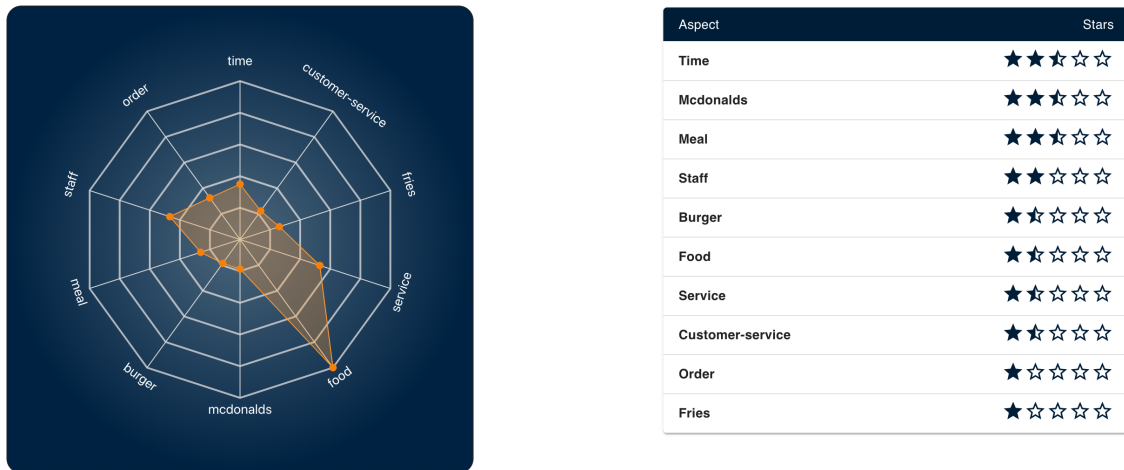 time
customer-service
fries
service
food
mcdonalds
burger
meal
staff
order
Aspect Stars
Time
Mcdonalds
Meal
Staff
Burger
Food
Service
Customer-service
Order
Fries